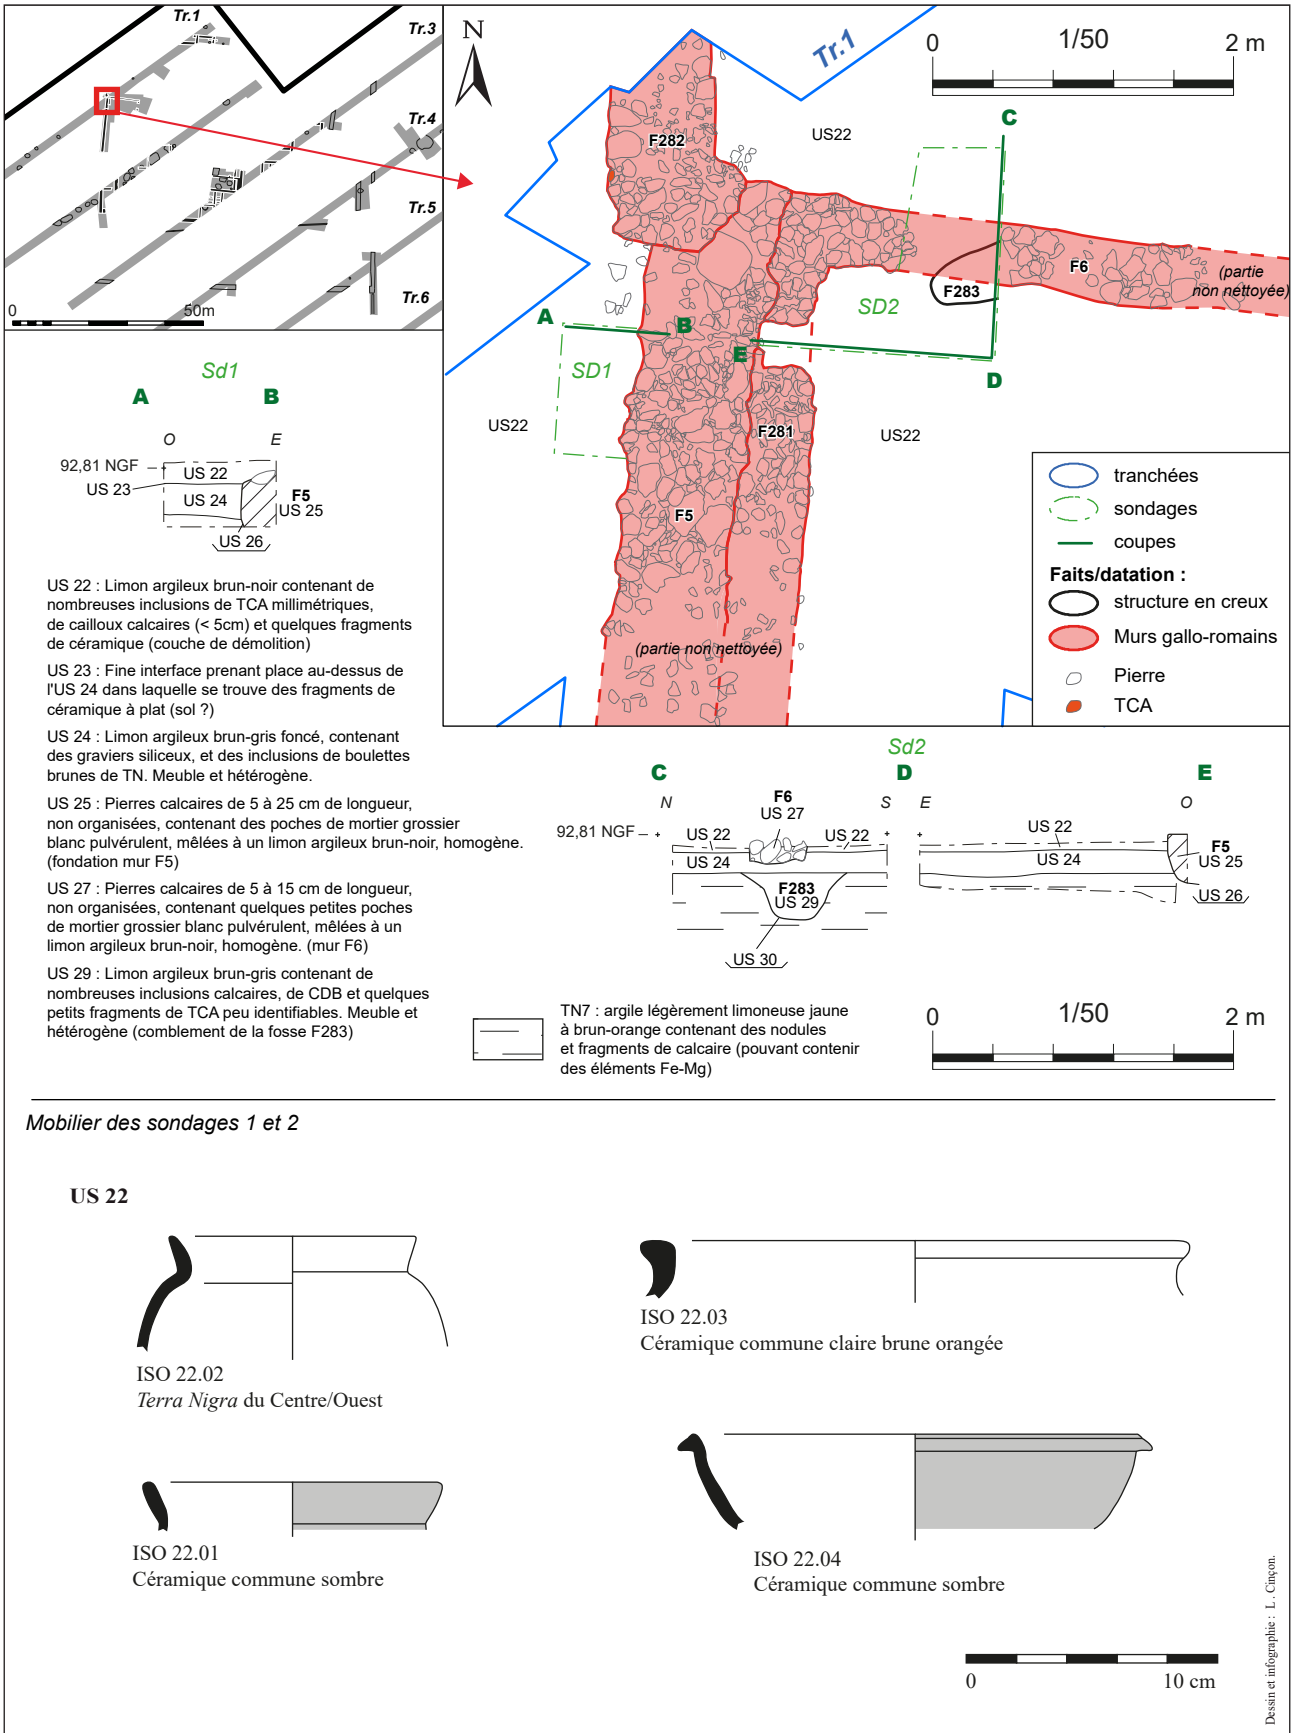 Tr.1
Tr.3
Tr.4
Tr.5
Tr.6
0 50m
N
Tr.1
0 1/50 2 m
C
US22
F282
F6
(partie
non nettoyée)
F283
SD2
A
B
E
D
SD1
US22
F281
US22
F5
(partie non nettoyée)
tranchées
sondages
coupes
Faits/datation :
structure en creux
Murs gallo-romains
Pierre
TCA
Sd1
A B
O E
92,81 NGF
US 22
US 23
US 24
F5
US 25
US 26
US 22 : Limon argileux brun-noir contenant de
nombreuses inclusions de TCA millimétriques,
de cailloux calcaires (< 5cm) et quelques fragments
de céramique (couche de démolition)
US 23 : Fine interface prenant place au-dessus de
l'US 24 dans laquelle se trouve des fragments de
céramique à plat (sol ?)
US 24 : Limon argileux brun-gris foncé, contenant
des graviers siliceux, et des inclusions de boulettes
brunes de TN. Meuble et hétérogène.
US 25 : Pierres calcaires de 5 à 25 cm de longueur,
non organisées, contenant des poches de mortier grossier
blanc pulvérulent, mêlées à un limon argileux brun-noir, homogène.
(fondation mur F5)
US 27 : Pierres calcaires de 5 à 15 cm de longueur,
non organisées, contenant quelques petites poches
de mortier grossier blanc pulvérulent, mêlées à un
limon argileux brun-noir, homogène. (mur F6)
US 29 : Limon argileux brun-gris contenant de
nombreuses inclusions calcaires, de CDB et quelques
petits fragments de TCA peu identifiables. Meuble et
hétérogène (comblement de la fosse F283)
Sd2
C D E
N S E O
F6
US 27
92,81 NGF
US 22
US 22
US 24
F283
US 29
US 30
US 22
US 24
F5
US 25
US 26
TN7 : argile légèrement limoneuse jaune
à brun-orange contenant des nodules
et fragments de calcaire (pouvant contenir
des éléments Fe-Mg)
0 1/50 2 m
Mobilier des sondages 1 et 2
US 22
ISO 22.02
Terra Nigra du Centre/Ouest
ISO 22.03
Céramique commune claire brune orangée
ISO 22.01
Céramique commune sombre
ISO 22.04
Céramique commune sombre
0 10 cm
Dessin et infographie : L . Cinçon.